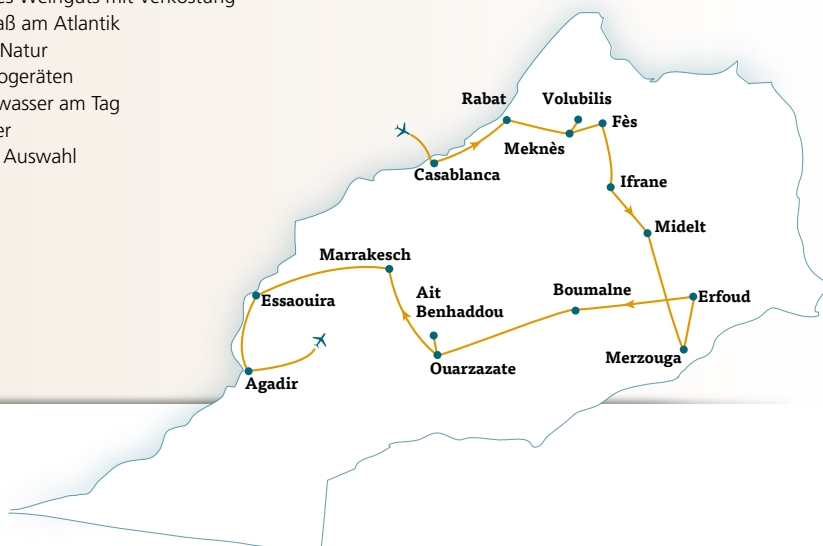 es Weinguts mit Verkostung
aß am Atlantik
Natur
ogeräten
wasser am Tag
er
Auswahl
Rabat
Volubilis
Fès
Meknès
Casablanca
Ifrane
Midelt
Marrakesch
Essaouira
Ait
Benhaddou
Boumalne
Erfoud
Merzouga
Ouarzazate
Agadir